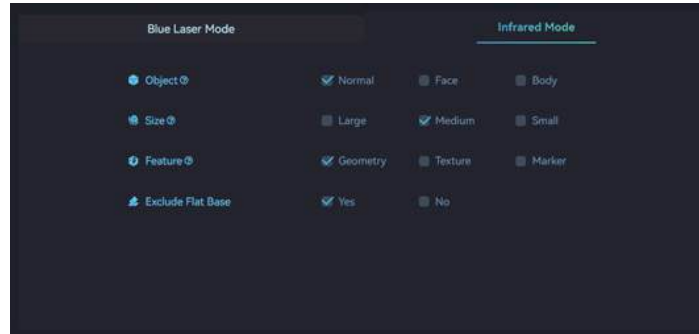 Blue Laser Mode Infrared Mode
Object ? Normal Face Body
Size ? Large Medium Small
Feature ? Geometry Texture Marker
Exclude Flat Base Yes No